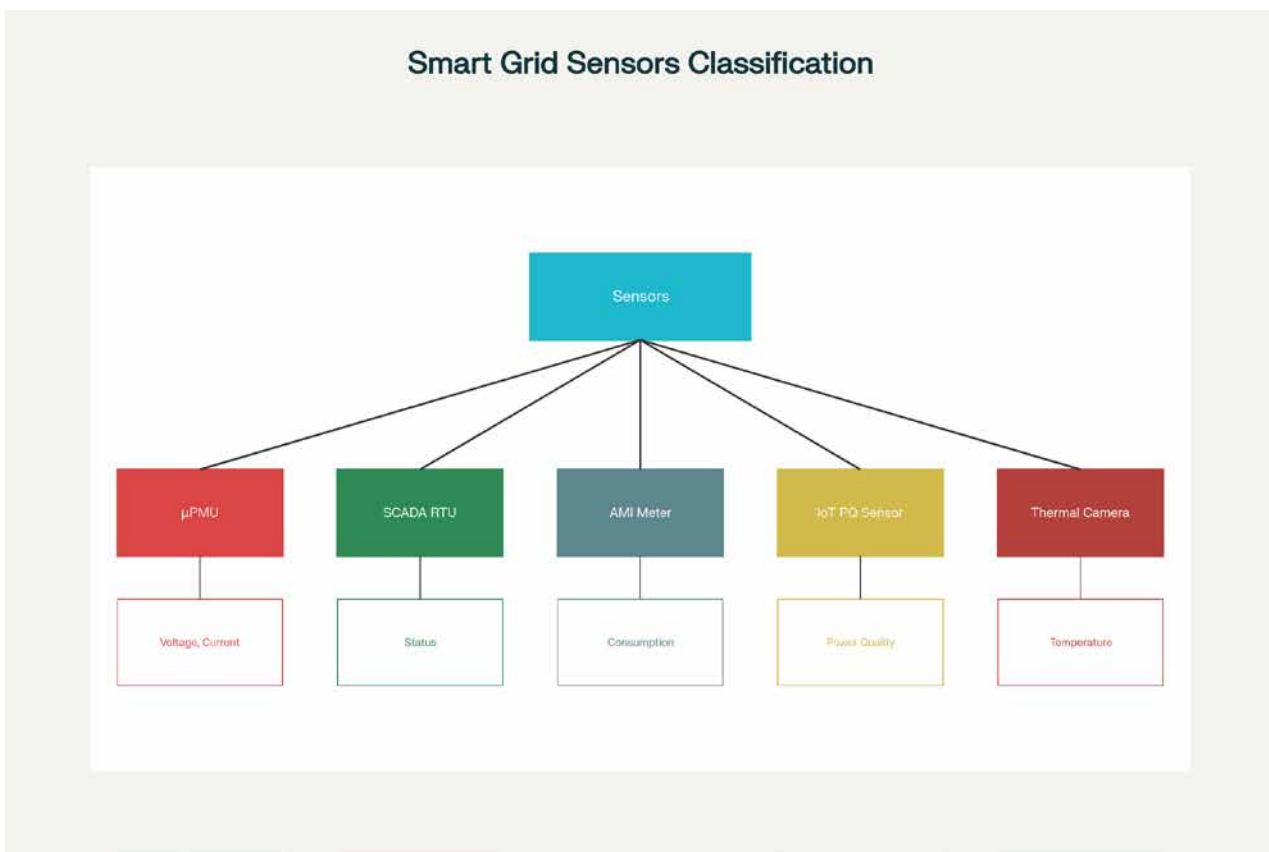 Smart Grid Sensors Classification
Sensors
μPMU
SCADA RTU
AMI Meter
IoT PQ Sensor
Thermal Camera
Voltage, Current
Status
Consumption
Power Quality
Temperature